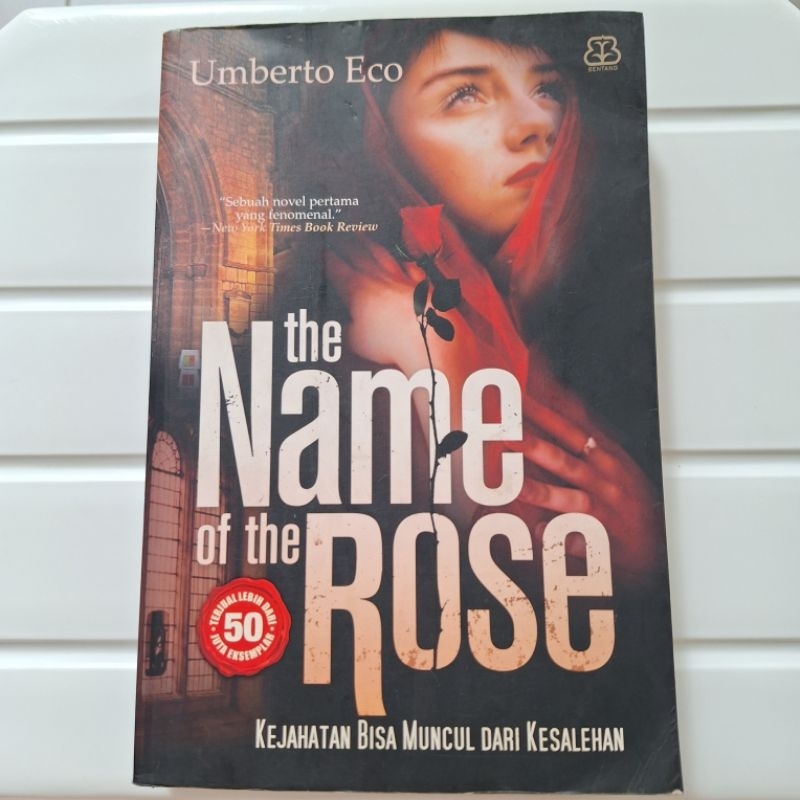 Umberto Eco
BENTANG
“Sebuah novel pertama
yang fenomenal.”
—New York Times Book Review
the
Name
of the
Rose
TERJUAL LEBIH DARI
50
JUTA EKSEMPLAR
KEJAHATAN BISA MUNCUL DARI KESALEHAN